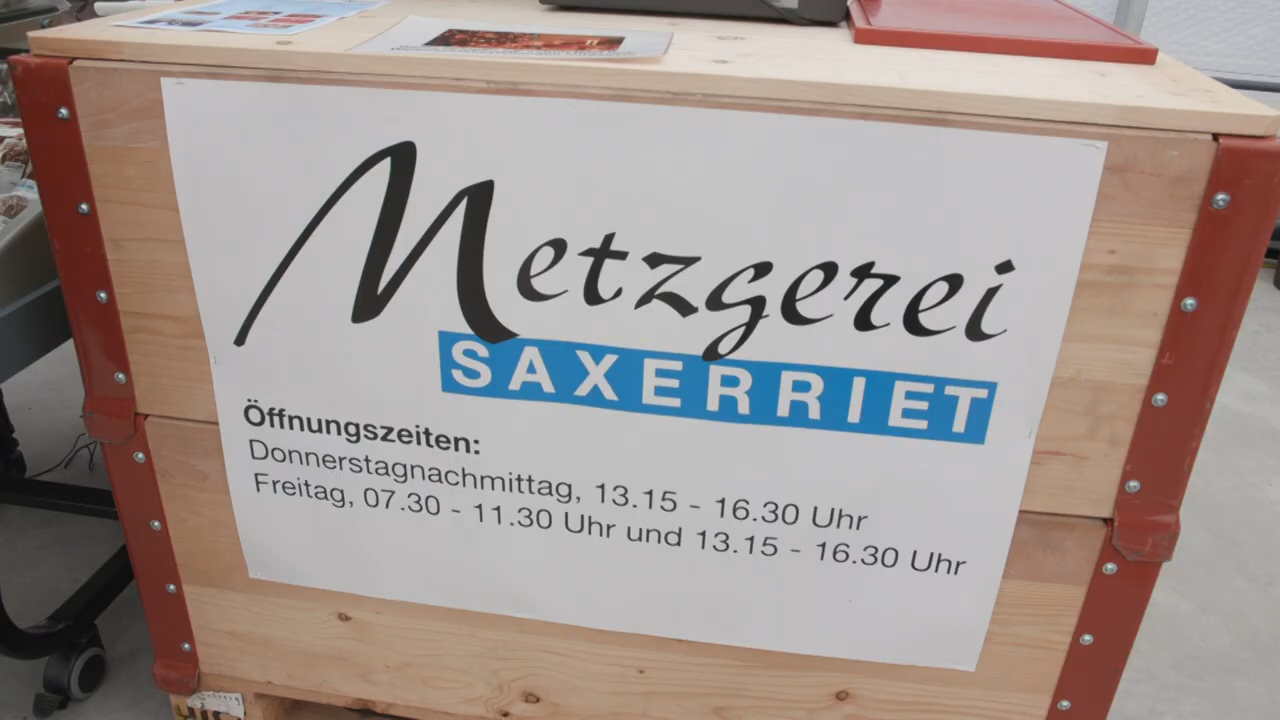 Metzgerei
SAXERRIET
Öffnungszeiten:
Donnerstagnachmittag, 13.15 - 16.30 Uhr
Freitag, 07.30 - 11.30 Uhr und 13.15 - 16.30 Uhr